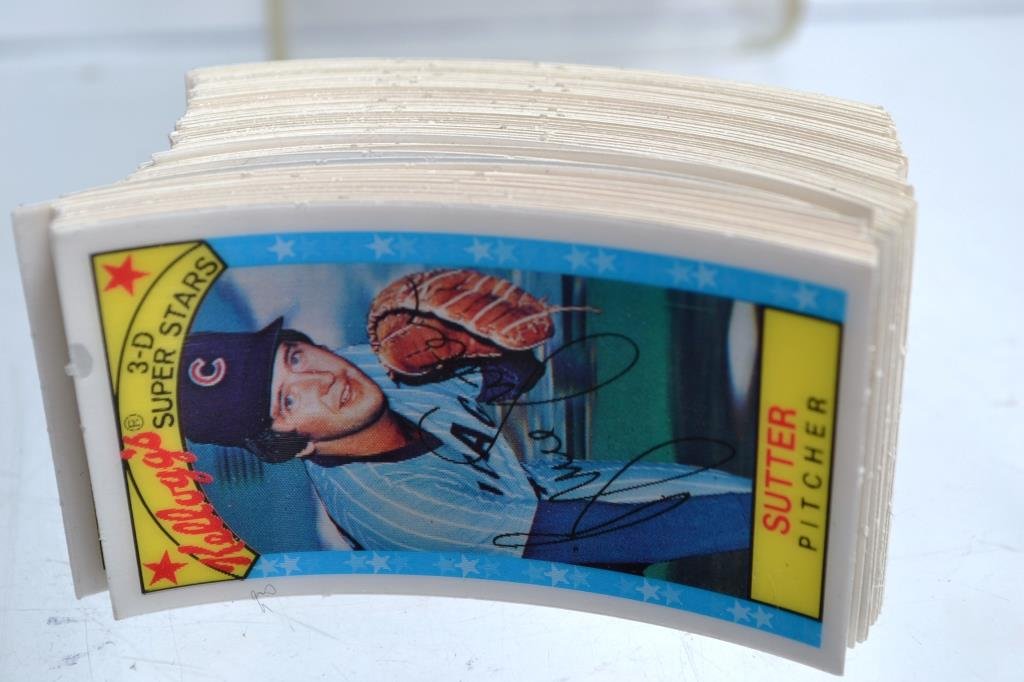 Kellogg's® 3-D
SUPER STARS
C
SUTTER
PITCHER